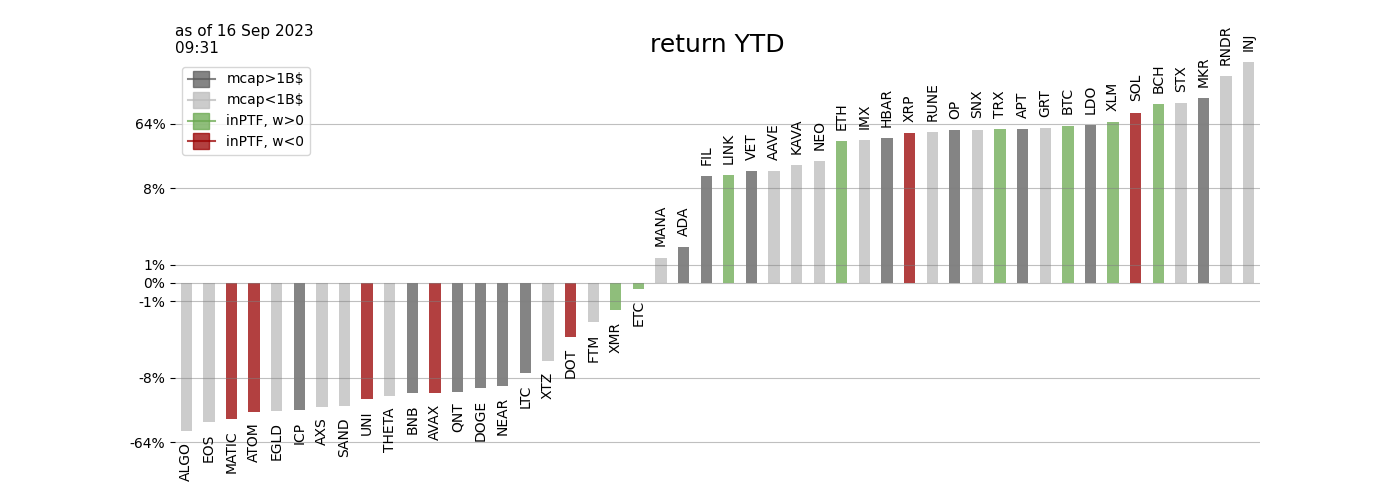 as of 16 Sep 2023
09:31
return YTD
mcap>1B$
mcap<1B$
inPTF, w>0
inPTF, w<0
64%
8%
1%
0%
-1%
-8%
-64%
ALGO
EOS
MATIC
ATOM
EGLD
ICP
AXS
SAND
UNI
THETA
BNB
AVAX
QNT
DOGE
NEAR
LTC
XTZ
DOT
FTM
XMR
ETC
MANA
ADA
FIL
LINK
VET
AAVE
KAVA
NEO
ETH
IMX
HBAR
XRP
RUNE
OP
SNX
TRX
APT
GRT
BTC
LDO
XLM
SOL
BCH
STX
MKR
RNDR
INJ